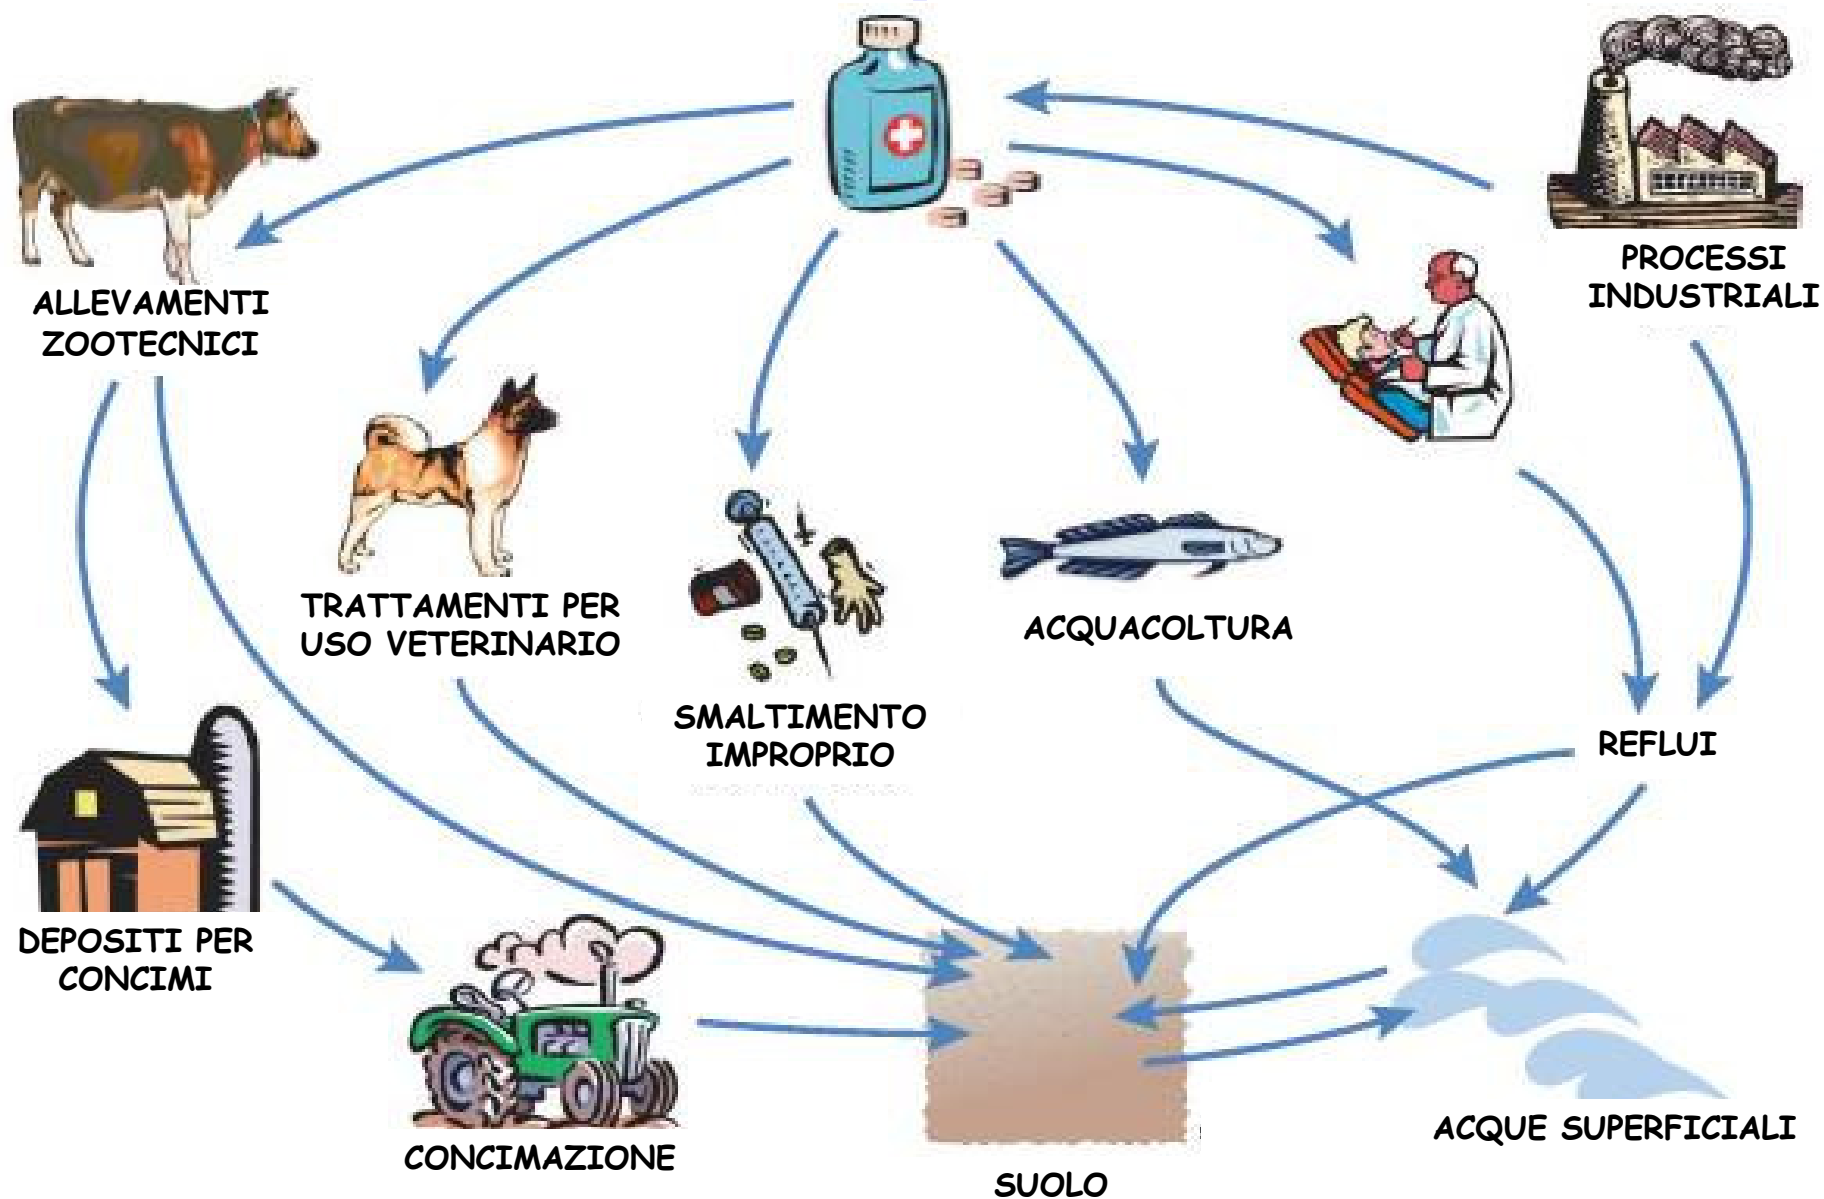 PROCESSI
INDUSTRIALI
ALLEVAMENTI
ZOOTECNICI
TRATTAMENTI PER
USO VETERINARIO
ACQUACOLTURA
SMALTIMENTO
IMPROPRIO
REFLUI
DEPOSITI PER
CONCIMI
CONCIMAZIONE
SUOLO
ACQUE SUPERFICIALI